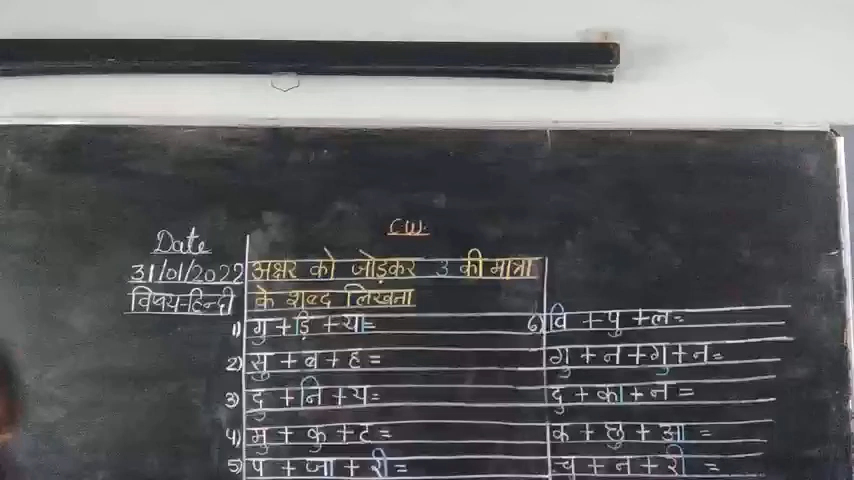 C.W.
Date
31/01/2022
विषय-हिन्दी
अक्षर को जोड़कर उ की मात्रा
के शब्द लिखना
1) गु + ड़ि + या =
2) सु + ब + ह =
3) दु + नि + य =
4) मु + कु + ट =
5) प + जा + री =
6) वि + पु + ल =
गु + न + गु + न =
दु + का + न =
क + छु + आ =
चु + न + री =